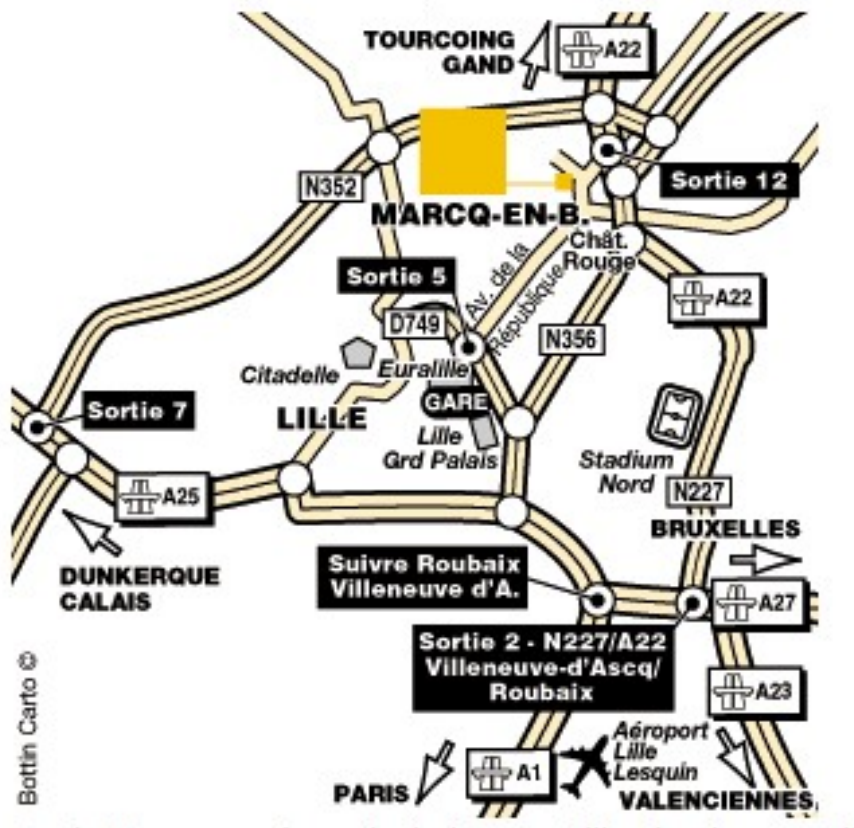 TOURCOING
GAND
A22
N352
Sortie 12
MARCQ-EN-B.
Chât.
Rouge
Sortie 5
Av. de la
République
A22
D749
N356
Citadelle
Euralille
Sortie 7
GARE
LILLE
Lille
Grd Palais
Stadium
Nord
A25
N227
BRUXELLES
DUNKERQUE
CALAIS
Suivre Roubaix
Villeneuve d'A.
A27
Sortie 2 - N227/A22
Villeneuve-d'Ascq/
Roubaix
A23
Bottin Carto ©
Aéroport
Lille
Lesquin
A1
PARIS
VALENCIENNES